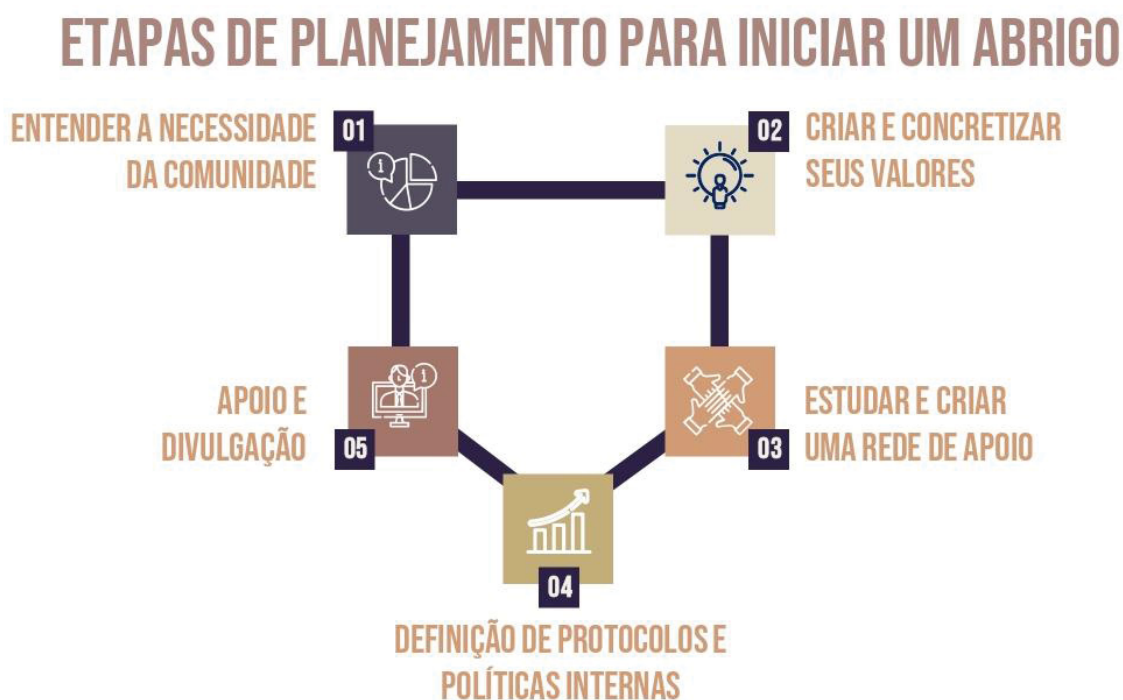 ETAPAS DE PLANEJAMENTO PARA INICIAR UM ABRIGO
01
ENTENDER A NECESSIDADE
DA COMUNIDADE
02
CRIAR E CONCRETIZAR
SEUS VALORES
03
ESTUDAR E CRIAR
UMA REDE DE APOIO
04
DEFINIÇÃO DE PROTOCOLOS E
POLÍTICAS INTERNAS
05
APOIO E
DIVULGAÇÃO